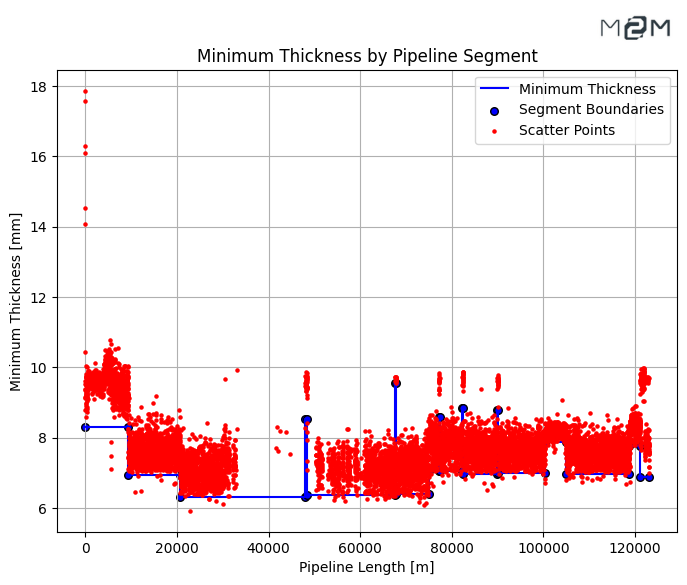 M2M
Minimum Thickness by Pipeline Segment
Minimum Thickness
Segment Boundaries
Scatter Points
18
16
14
12
10
8
6
Minimum Thickness [mm]
0 20000 40000 60000 80000 100000 120000
Pipeline Length [m]